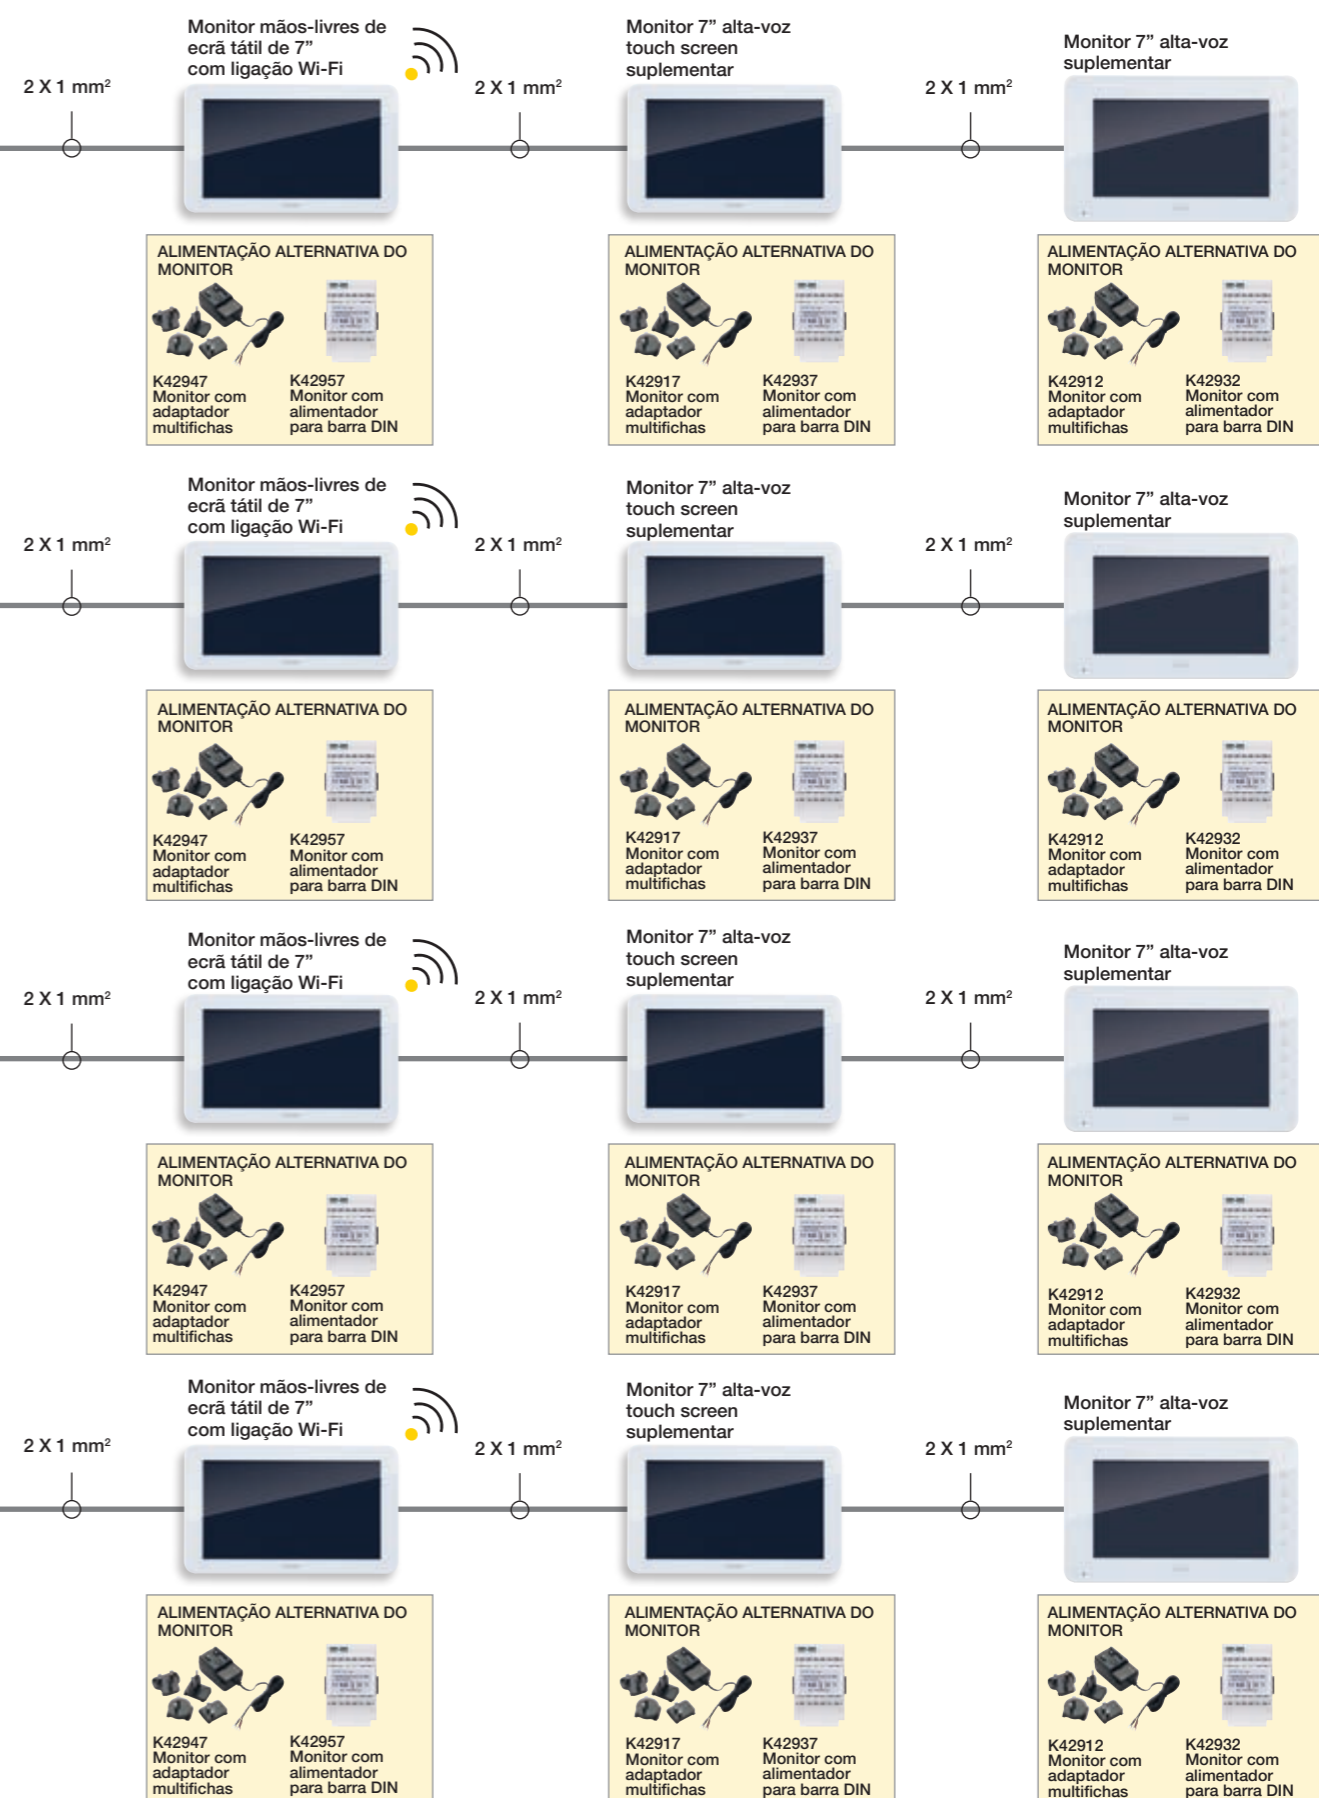 Monitor mãos-livres de
ecrã tátil de 7”
com ligação Wi-Fi
Monitor 7” alta-voz
touch screen
suplementar
Monitor 7” alta-voz
suplementar
2 X 1 mm²
2 X 1 mm²
2 X 1 mm²
ALIMENTAÇÃO ALTERNATIVA DO
MONITOR
K42947
Monitor com
adaptador
multifichas
K42957
Monitor com
alimentador
para barra DIN
ALIMENTAÇÃO ALTERNATIVA DO
MONITOR
K42917
Monitor com
adaptador
multifichas
K42937
Monitor com
alimentador
para barra DIN
ALIMENTAÇÃO ALTERNATIVA DO
MONITOR
K42912
Monitor com
adaptador
multifichas
K42932
Monitor com
alimentador
para barra DIN
Monitor mãos-livres de
ecrã tátil de 7”
com ligação Wi-Fi
Monitor 7” alta-voz
touch screen
suplementar
Monitor 7” alta-voz
suplementar
2 X 1 mm²
2 X 1 mm²
2 X 1 mm²
ALIMENTAÇÃO ALTERNATIVA DO
MONITOR
K42947
Monitor com
adaptador
multifichas
K42957
Monitor com
alimentador
para barra DIN
ALIMENTAÇÃO ALTERNATIVA DO
MONITOR
K42917
Monitor com
adaptador
multifichas
K42937
Monitor com
alimentador
para barra DIN
ALIMENTAÇÃO ALTERNATIVA DO
MONITOR
K42912
Monitor com
adaptador
multifichas
K42932
Monitor com
alimentador
para barra DIN
Monitor mãos-livres de
ecrã tátil de 7”
com ligação Wi-Fi
Monitor 7” alta-voz
touch screen
suplementar
Monitor 7” alta-voz
suplementar
2 X 1 mm²
2 X 1 mm²
2 X 1 mm²
ALIMENTAÇÃO ALTERNATIVA DO
MONITOR
K42947
Monitor com
adaptador
multifichas
K42957
Monitor com
alimentador
para barra DIN
ALIMENTAÇÃO ALTERNATIVA DO
MONITOR
K42917
Monitor com
adaptador
multifichas
K42937
Monitor com
alimentador
para barra DIN
ALIMENTAÇÃO ALTERNATIVA DO
MONITOR
K42912
Monitor com
adaptador
multifichas
K42932
Monitor com
alimentador
para barra DIN
Monitor mãos-livres de
ecrã tátil de 7”
com ligação Wi-Fi
Monitor 7” alta-voz
touch screen
suplementar
Monitor 7” alta-voz
suplementar
2 X 1 mm²
2 X 1 mm²
2 X 1 mm²
ALIMENTAÇÃO ALTERNATIVA DO
MONITOR
K42947
Monitor com
adaptador
multifichas
K42957
Monitor com
alimentador
para barra DIN
ALIMENTAÇÃO ALTERNATIVA DO
MONITOR
K42917
Monitor com
adaptador
multifichas
K42937
Monitor com
alimentador
para barra DIN
ALIMENTAÇÃO ALTERNATIVA DO
MONITOR
K42912
Monitor com
adaptador
multifichas
K42932
Monitor com
alimentador
para barra DIN